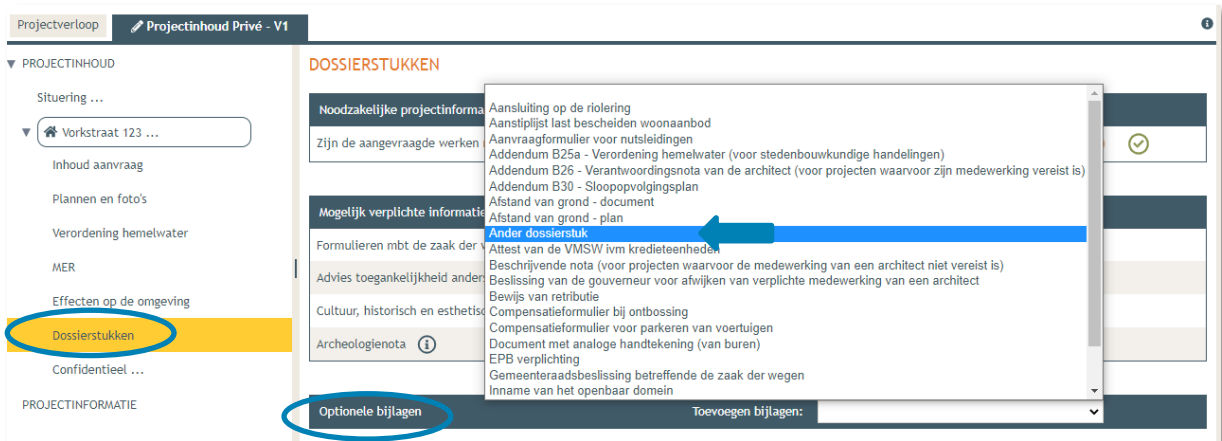 Projectverloop
Projectinhoud Privé - V1
PROJECTINHOUD
Situering ...
Vorkstraat 123 ...
Inhoud aanvraag
Plannen en foto's
Verordening hemelwater
MER
Effecten op de omgeving
Dossierstukken
Confidentieel ...
PROJECTINFORMATIE
DOSSIERSTUKKEN
Noodzakelijke projectinforma
Zijn de aangevraagde werken
Mogelijk verplichte informatie
Formulieren mbt de zaak der
Advies toegankelijkheid anders
Cultuur, historisch en esthetisc
Archeologienota
Aansluiting op de riolering
Aanstiplijst last bescheiden woonaanbod
Aanvraagformulier voor nutsleidingen
Addendum B25a - Verordening hemelwater (voor stedenbouwkundige handelingen)
Addendum B26 - Verantwoordingsnota van de architect (voor projecten waarvoor zijn medewerking vereist is)
Addendum B30 - Sloopopvolgingsplan
Afstand van grond - document
Afstand van grond - plan
Ander dossierstuk
Attest van de VMSW ivm kredieteenheden
Beschrijvende nota (voor projecten waarvoor de medewerking van een architect niet vereist is)
Beslissing van de gouverneur voor afwijken van verplichte medewerking van een architect
Bewijs van retributie
Compensatieformulier bij ontbossing
Compensatieformulier voor parkeren van voertuigen
Document met analoge handtekening (van buren)
EPB verplichting
Gemeenteraadsbeslissing betreffende de zaak der wegen
Inname van het openbaar domein
Optionele bijlagen
Toevoegen bijlagen: